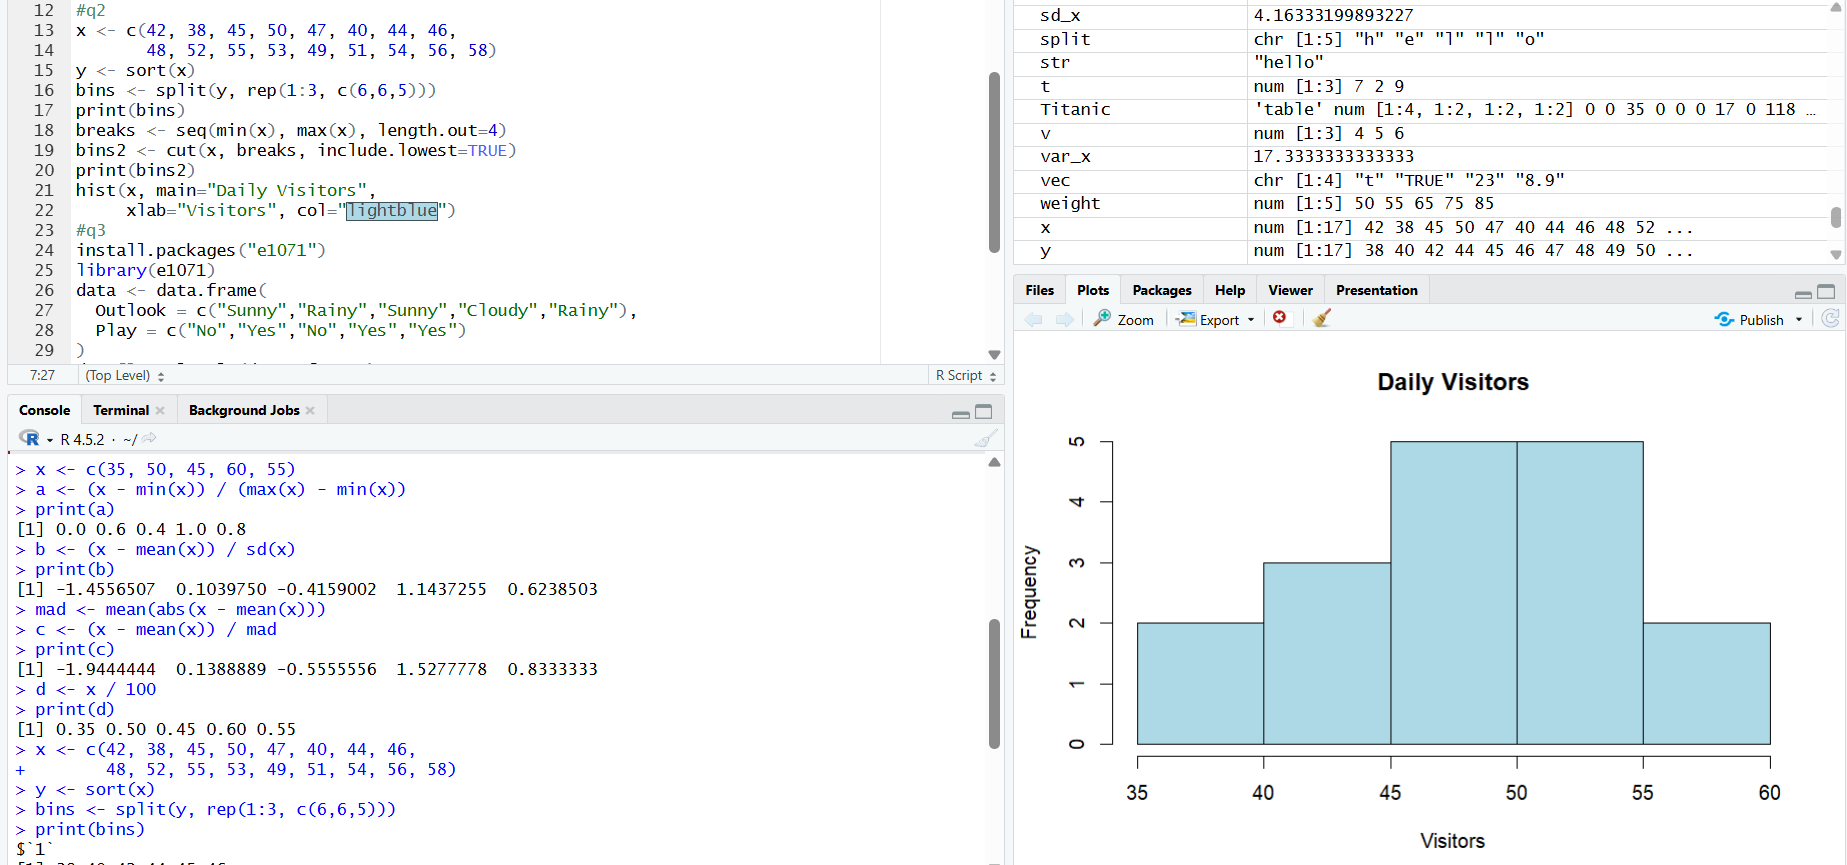 12 #q2
13 x <- c(42, 38, 45, 50, 47, 40, 44, 46,
14 48, 52, 55, 53, 49, 51, 54, 56, 58)
15 y <- sort(x)
16 bins <- split(y, rep(1:3, c(6,6,5)))
17 print(bins)
18 breaks <- seq(min(x), max(x), length.out=4)
19 bins2 <- cut(x, breaks, include.lowest=TRUE)
20 print(bins2)
21 hist(x, main="Daily Visitors",
22 xlab="Visitors", col="lightblue")
23 #q3
24 install.packages("e1071")
25 library(e1071)
26 data <- data.frame(
27 Outlook = c("Sunny","Rainy","Sunny","Cloudy","Rainy"),
28 Play = c("No","Yes","No","Yes","Yes")
29 )
7:27 (Top Level) R Script
Console Terminal Background Jobs
R R 4.5.2 · ~/
> x <- c(35, 50, 45, 60, 55)
> a <- (x - min(x)) / (max(x) - min(x))
> print(a)
[1] 0.0 0.6 0.4 1.0 0.8
> b <- (x - mean(x)) / sd(x)
> print(b)
[1] -1.4556507 0.1039750 -0.4159002 1.1437255 0.6238503
> mad <- mean(abs(x - mean(x)))
> c <- (x - mean(x)) / mad
> print(c)
[1] -1.9444444 0.1388889 -0.5555556 1.5277778 0.8333333
> d <- x / 100
> print(d)
[1] 0.35 0.50 0.45 0.60 0.55
> x <- c(42, 38, 45, 50, 47, 40, 44, 46,
+ 48, 52, 55, 53, 49, 51, 54, 56, 58)
> y <- sort(x)
> bins <- split(y, rep(1:3, c(6,6,5)))
> print(bins)
$`1`
sd_x 4.16333199893227
split chr [1:5] "h" "e" "l" "l" "o"
str "hello"
t num [1:3] 7 2 9
Titanic 'table' num [1:4, 1:2, 1:2, 1:2] 0 0 35 0 0 0 17 0 118 …
v num [1:3] 4 5 6
var_x 17.3333333333333
vec chr [1:4] "t" "TRUE" "23" "8.9"
weight num [1:5] 50 55 65 75 85
x num [1:17] 42 38 45 50 47 40 44 46 48 52 ...
y num [1:17] 38 40 42 44 45 46 47 48 49 50 ...
Files Plots Packages Help Viewer Presentation
Zoom Export Publish
Daily Visitors
5
4
3
2
1
0
Frequency
35 40 45 50 55 60
Visitors